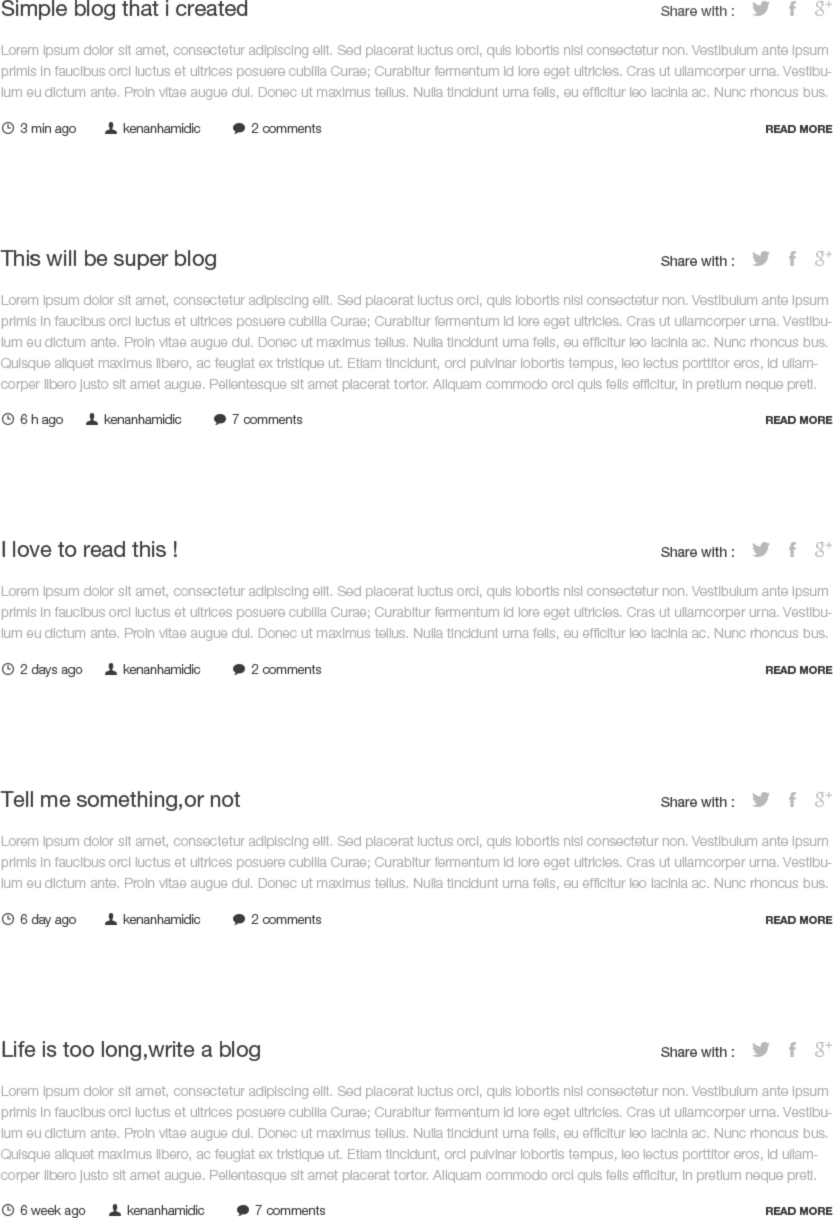 Simple blog that i created
Share with :
Lorem ipsum dolor sit amet, consectetur adipiscing elit. Sed placerat luctus orci, quis lobortis nisi consectetur non. Vestibulum ante ipsum
primis in faucibus orci luctus et ultrices posuere cubilia Curae; Curabitur fermentum id lore eget ultricies. Cras ut ullamcorper urna. Vestibu-
lum eu dictum ante. Proin vitae augue dui. Donec ut maximus tellus. Nulla tincidunt urna felis, eu efficitur leo lacinia ac. Nunc rhoncus bus.
3 min ago kenanhamidic 2 comments READ MORE
This will be super blog
Share with :
Lorem ipsum dolor sit amet, consectetur adipiscing elit. Sed placerat luctus orci, quis lobortis nisi consectetur non. Vestibulum ante ipsum
primis in faucibus orci luctus et ultrices posuere cubilia Curae; Curabitur fermentum id lore eget ultricies. Cras ut ullamcorper urna. Vestibu-
lum eu dictum ante. Proin vitae augue dui. Donec ut maximus tellus. Nulla tincidunt urna felis, eu efficitur leo lacinia ac. Nunc rhoncus bus.
Quisque aliquet maximus libero, ac feugiat ex tristique ut. Etiam tincidunt, orci pulvinar lobortis tempus, leo lectus porttitor eros, id ullam-
corper libero justo sit amet augue. Pellentesque sit amet placerat tortor. Aliquam commodo orci quis felis efficitur, in pretium neque preti.
6 h ago kenanhamidic 7 comments READ MORE
I love to read this !
Share with :
Lorem ipsum dolor sit amet, consectetur adipiscing elit. Sed placerat luctus orci, quis lobortis nisi consectetur non. Vestibulum ante ipsum
primis in faucibus orci luctus et ultrices posuere cubilia Curae; Curabitur fermentum id lore eget ultricies. Cras ut ullamcorper urna. Vestibu-
lum eu dictum ante. Proin vitae augue dui. Donec ut maximus tellus. Nulla tincidunt urna felis, eu efficitur leo lacinia ac. Nunc rhoncus bus.
2 days ago kenanhamidic 2 comments READ MORE
Tell me something,or not
Share with :
Lorem ipsum dolor sit amet, consectetur adipiscing elit. Sed placerat luctus orci, quis lobortis nisi consectetur non. Vestibulum ante ipsum
primis in faucibus orci luctus et ultrices posuere cubilia Curae; Curabitur fermentum id lore eget ultricies. Cras ut ullamcorper urna. Vestibu-
lum eu dictum ante. Proin vitae augue dui. Donec ut maximus tellus. Nulla tincidunt urna felis, eu efficitur leo lacinia ac. Nunc rhoncus bus.
6 day ago kenanhamidic 2 comments READ MORE
Life is too long,write a blog
Share with :
Lorem ipsum dolor sit amet, consectetur adipiscing elit. Sed placerat luctus orci, quis lobortis nisi consectetur non. Vestibulum ante ipsum
primis in faucibus orci luctus et ultrices posuere cubilia Curae; Curabitur fermentum id lore eget ultricies. Cras ut ullamcorper urna. Vestibu-
lum eu dictum ante. Proin vitae augue dui. Donec ut maximus tellus. Nulla tincidunt urna felis, eu efficitur leo lacinia ac. Nunc rhoncus bus.
Quisque aliquet maximus libero, ac feugiat ex tristique ut. Etiam tincidunt, orci pulvinar lobortis tempus, leo lectus porttitor eros, id ullam-
corper libero justo sit amet augue. Pellentesque sit amet placerat tortor. Aliquam commodo orci quis felis efficitur, in pretium neque preti.
6 week ago kenanhamidic 7 comments READ MORE